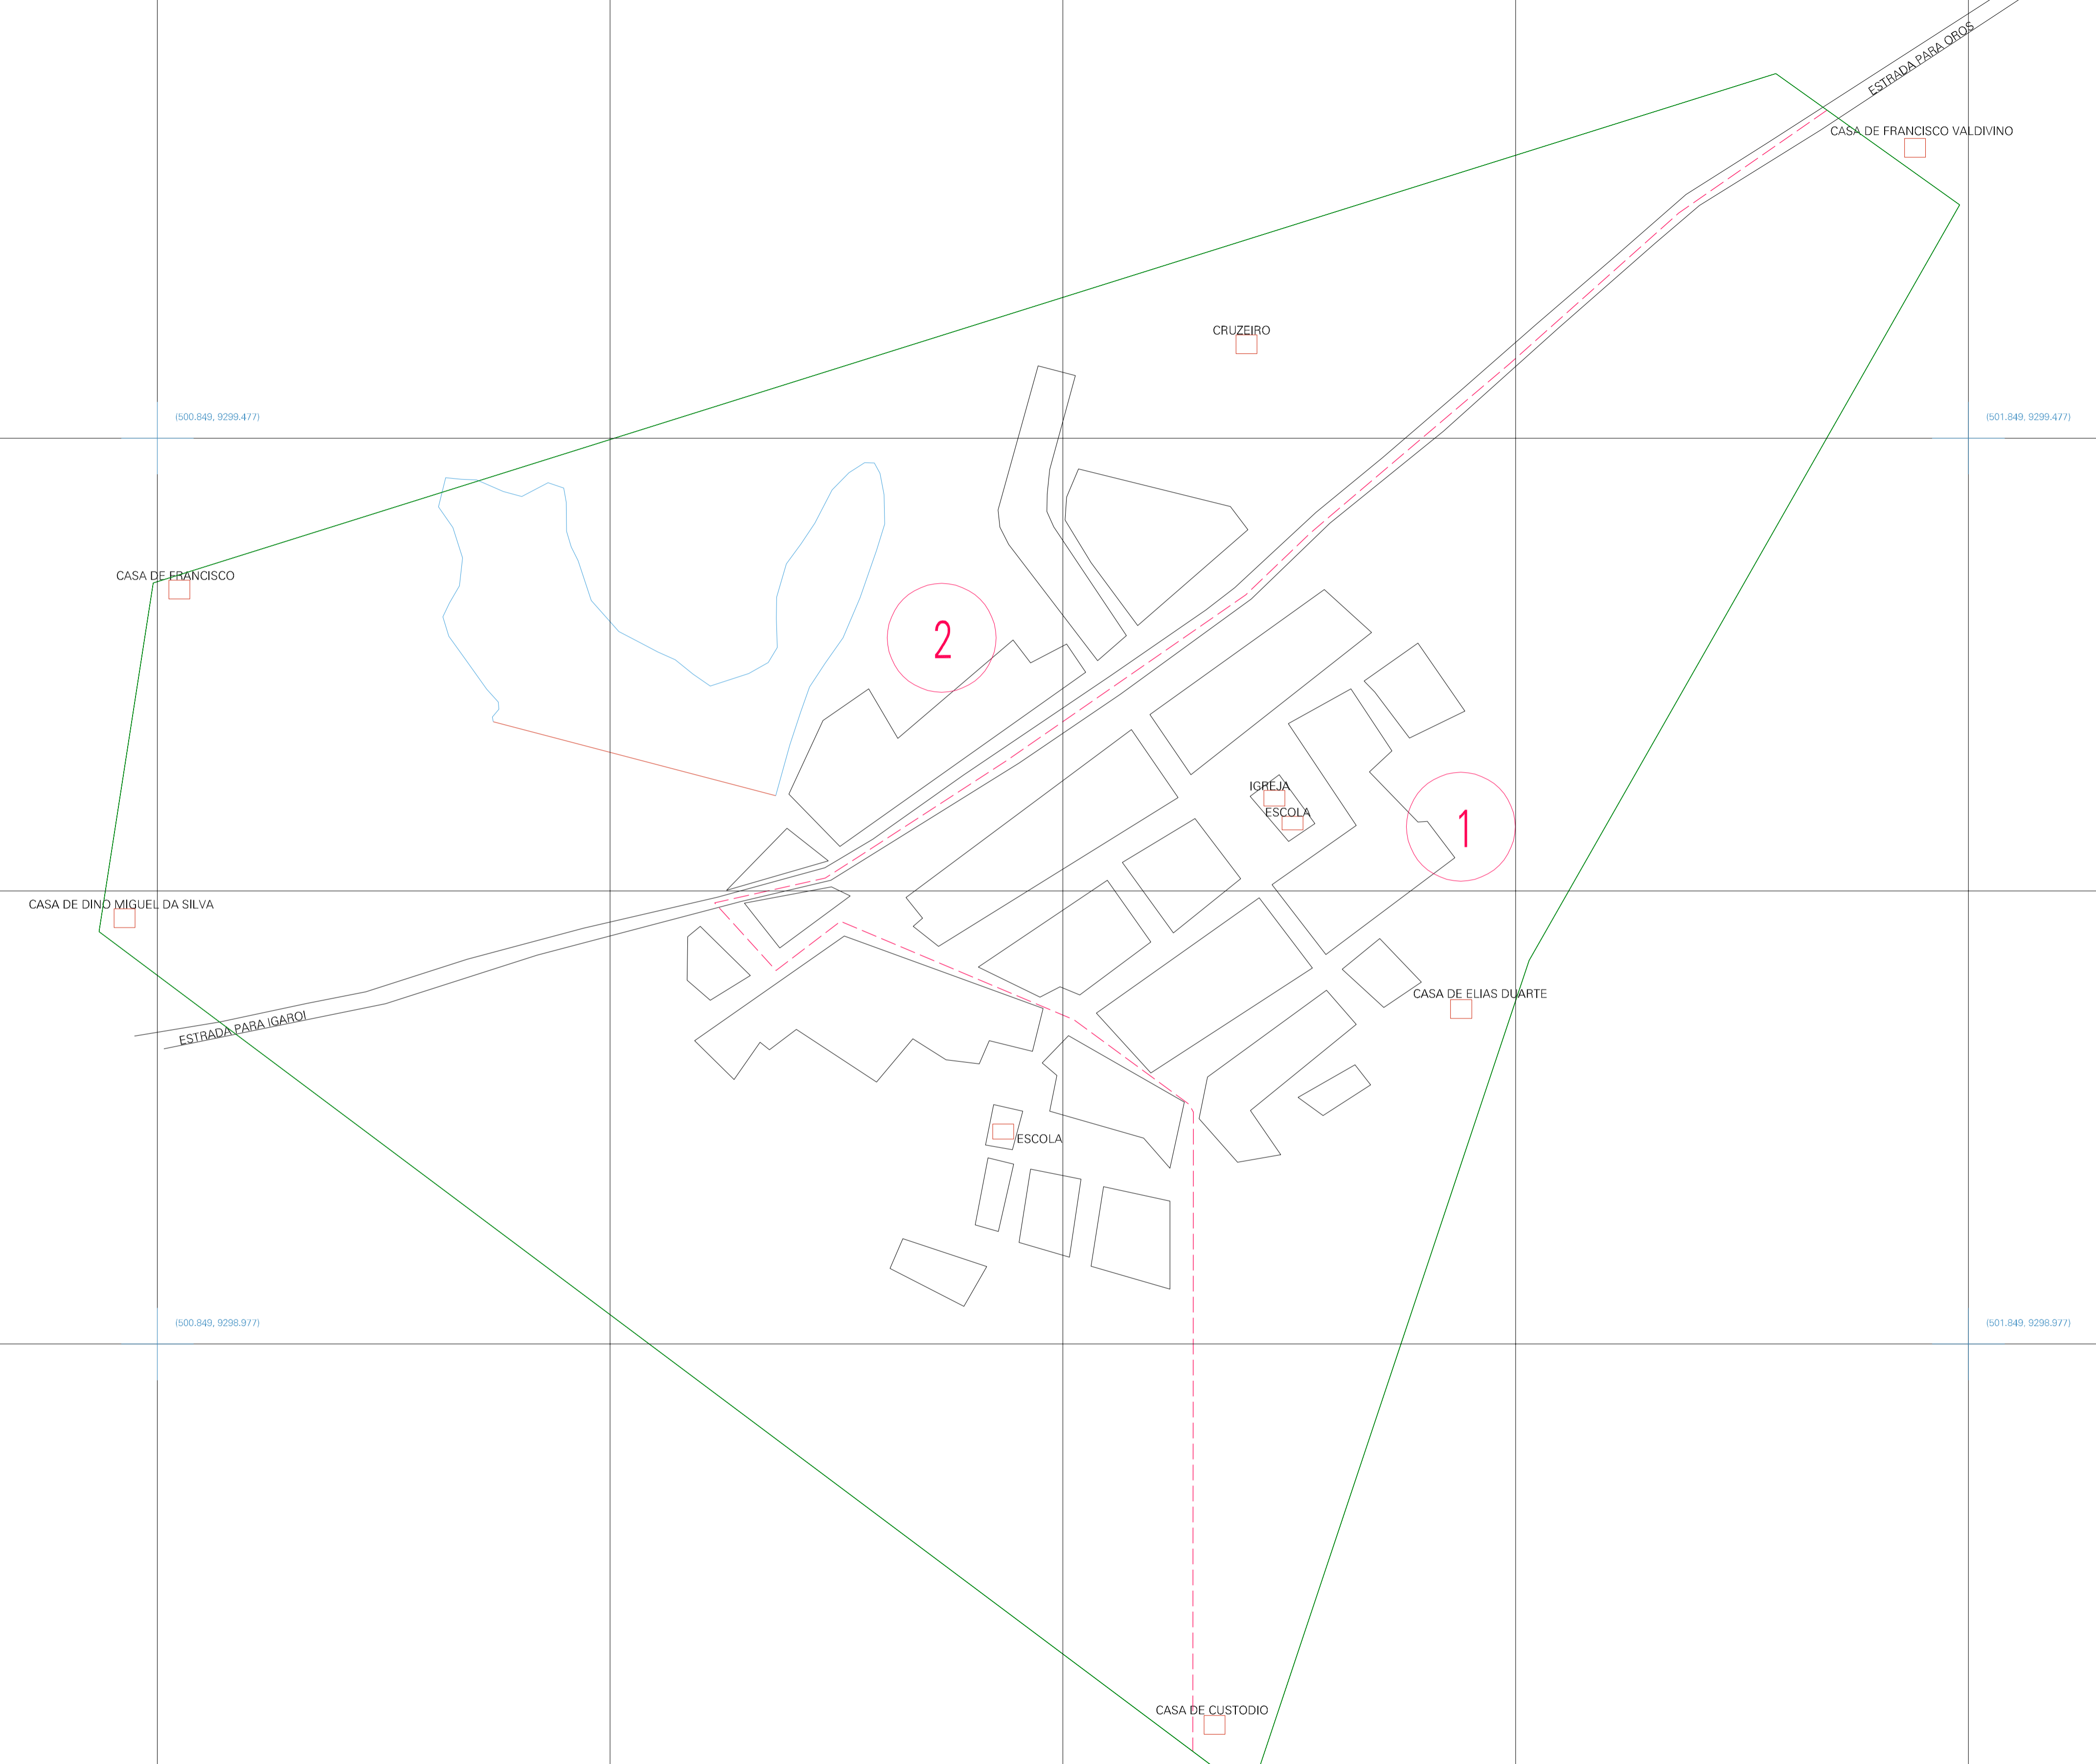 ESTRADA PARA OROS
CASA DE FRANCISCO VALDIVINO
CRUZEIRO
(500.849, 9299.477)
(501.849, 9299.477)
CASA DE FRANCISCO
2
IGREJA
ESCOLA
1
CASA DE DINO MIGUEL DA SILVA
CASA DE ELIAS DUARTE
ESTRADA PARA IGAROI
ESCOLA
(500.849, 9298.977)
(501.849, 9298.977)
CASA DE CUSTODIO